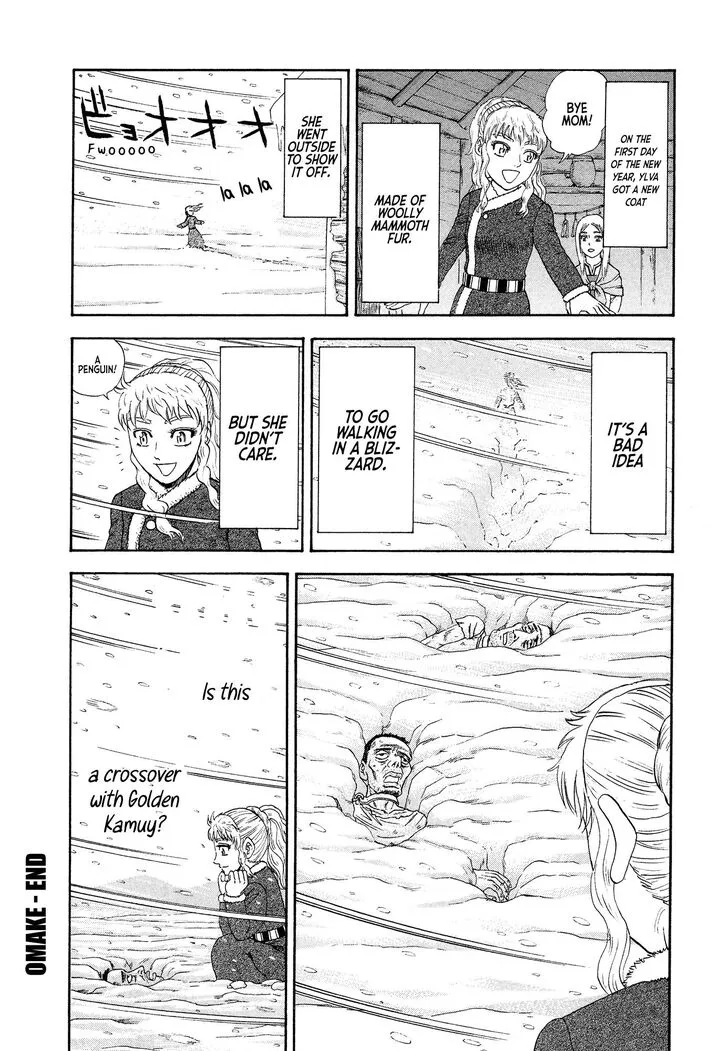 BYE
MOM!
ON THE
FIRST DAY
OF THE NEW
YEAR, YLVA
GOT A NEW
COAT
MADE OF
WOOLLY
MAMMOTH
FUR.
SHE
WENT
OUTSIDE
TO SHOW
IT OFF.
ビョオオオ
Fwooooo
la la la
IT'S A
BAD
IDEA
TO GO
WALKING
IN A BLIZ-
ZARD.
BUT SHE
DIDN'T
CARE.
A
PENGUIN!
Is this
a crossover
with Golden
Kamuy?
OMAKE - END